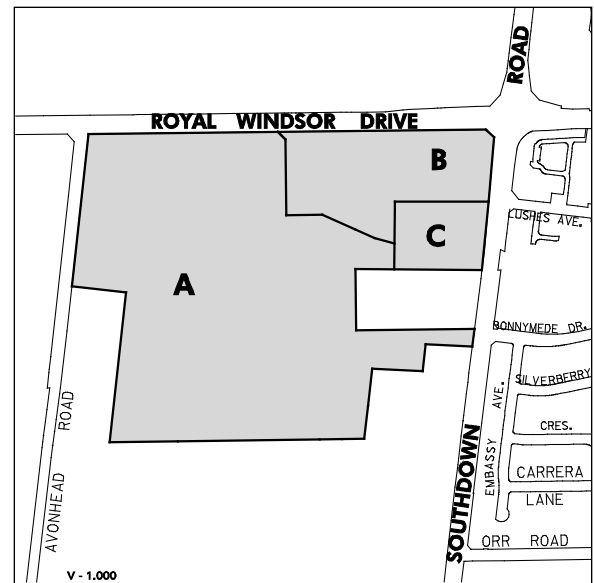 ROAD
ROYAL WINDSOR DRIVE
B
LUSHES AVE.
C
A
BONNYMEDE DR.
SILVERBERRY
CRES.
EMBASSY AVE.
AVONHEAD ROAD
SOUTHDOWN
CARRERA
LANE
ORR ROAD
V - 1.000